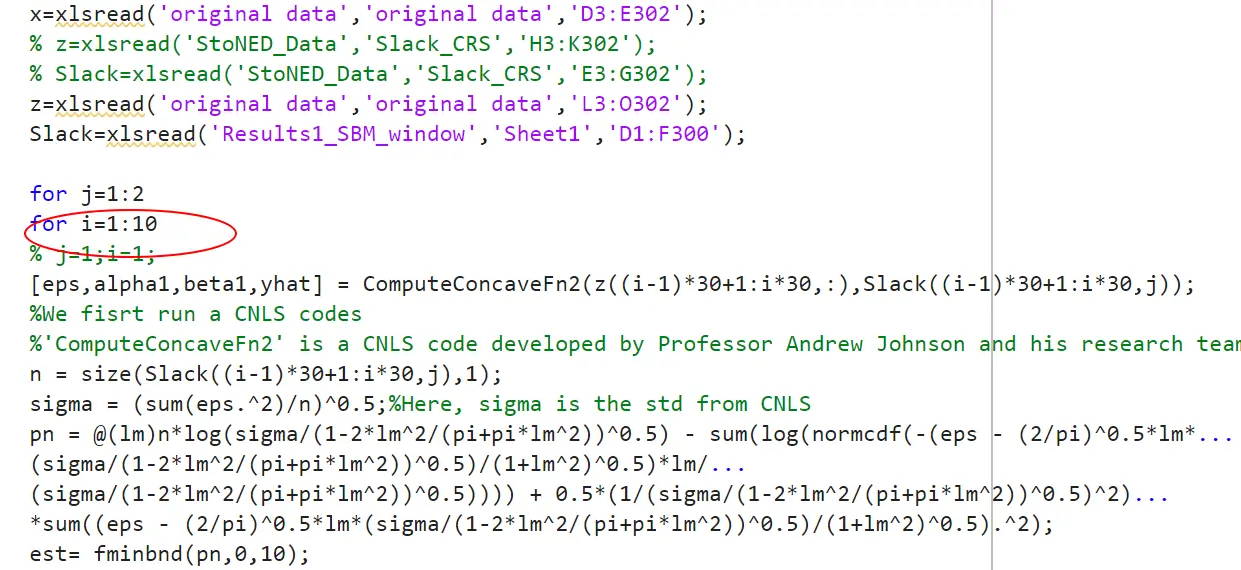 x=xlsread('original data','original data','D3:E302');
% z=xlsread('StoNED_Data','Slack_CRS','H3:K302');
% Slack=xlsread('StoNED_Data','Slack_CRS','E3:G302');
z=xlsread('original data','original data','L3:O302');
Slack=xlsread('Results1_SBM_window','Sheet1','D1:F300');
for j=1:2
for i=1:10
% j=1;i=1;
[eps,alpha1,beta1,yhat] = ComputeConcaveFn2(z((i-1)*30+1:i*30,:),Slack((i-1)*30+1:i*30,j));
%We fisrt run a CNLS codes
%'ComputeConcaveFn2' is a CNLS code developed by Professor Andrew Johnson and his research team
n = size(Slack((i-1)*30+1:i*30,j),1);
sigma = (sum(eps.^2)/n)^0.5;%Here, sigma is the std from CNLS
pn = @(lm)n*log(sigma/(1-2*lm^2/(pi+pi*lm^2))^0.5) - sum(log(normcdf(-(eps - (2/pi)^0.5*lm*...
(sigma/(1-2*lm^2/(pi+pi*lm^2))^0.5)/(1+lm^2)^0.5)*lm/...
(sigma/(1-2*lm^2/(pi+pi*lm^2))^0.5)))) + 0.5*(1/(sigma/(1-2*lm^2/(pi+pi*lm^2))^0.5)^2)...
*sum((eps - (2/pi)^0.5*lm*(sigma/(1-2*lm^2/(pi+pi*lm^2))^0.5)/(1+lm^2)^0.5).^2);
est= fminbnd(pn,0,10);